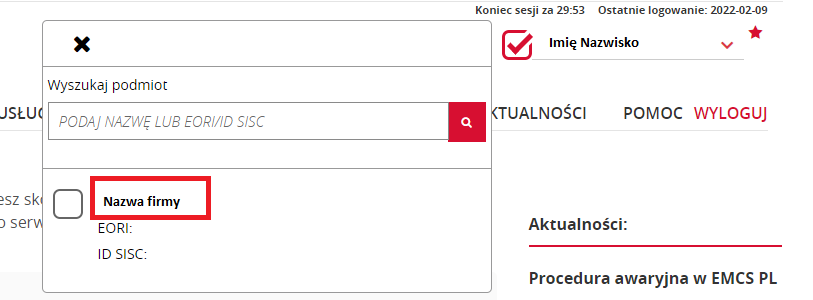 Koniec sesji za 29:53 Ostatnie logowanie: 2022-02-09
Imię Nazwisko
Wyszukaj podmiot
PODAJ NAZWĘ LUB EORI/ID SISC
USŁUG
KTUALNOŚCI POMOC WYLOGUJ
esz sk
o serw
Nazwa firmy
EORI:
ID SISC:
Aktualności:
Procedura awaryjna w EMCS PL